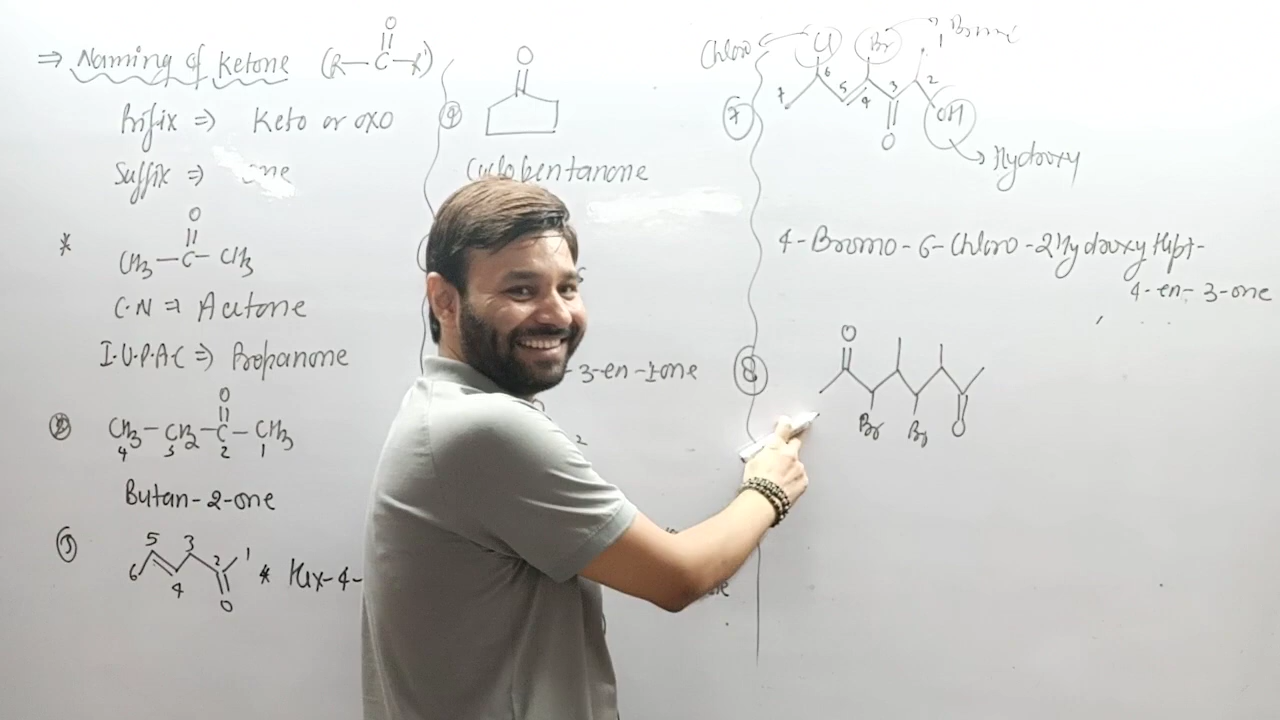 ⇒ Naming of Ketone (R—C—R')
O
Prifix ⇒ Keto or oxo
Suffix ⇒ one
*
O
CH3—C—CH3
C.N ⇒ Acetone
I.U.P.A.C ⇒ Propanone
②
O
CH3—CH2—C—CH3
4 3 2 1
Butan-2-one
5 3 2 1
6 4 O
* Hex-4-
④
O
Cyclopentanone
-3-en-1one
2
⑦
Chloro Cl Br Bromo
7 6 5 4 3 2 1
O OH
Hydroxy
4-Bromo-6-Chloro-2Hydroxy Hept-
4-en-3-one
⑧
O
Br Br O